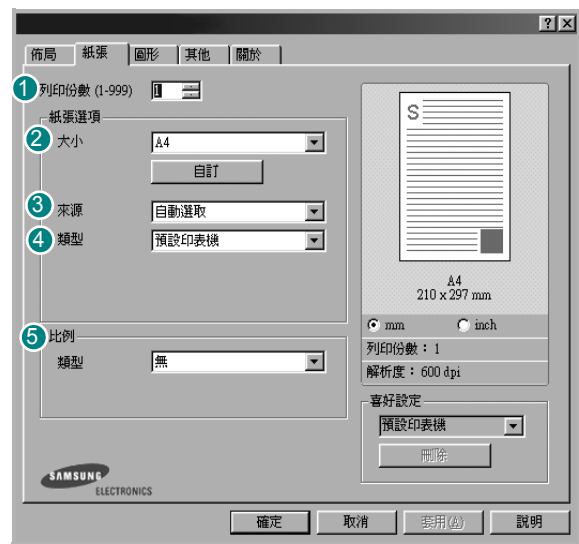 ? ×
佈局 紙張 圖形 其他 關於
1 列印份數 (1-999) 1
紙張選項
2 大小 A4
自訂
3 來源 自動選取
4 類型 預設印表機
5 比例
類型 無
S
A4
210 x 297 mm
mm inch
列印份數：1
解析度：600 dpi
喜好設定
預設印表機
刪除
SAMSUNG
ELECTRONICS
確定 取消 套用(A) 說明